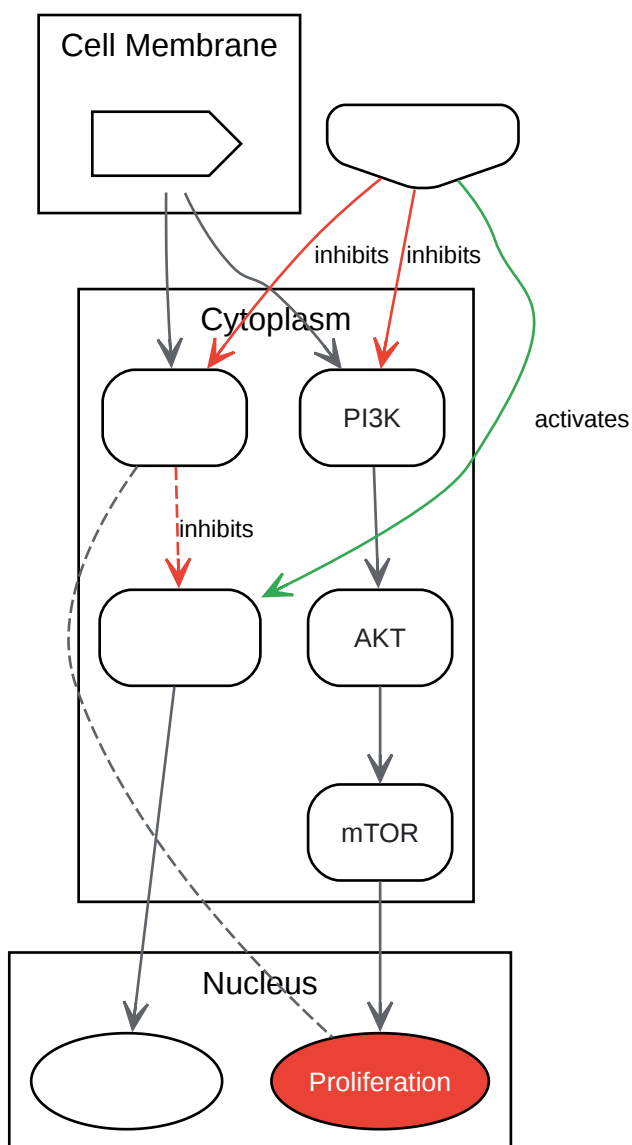 Cell Membrane
inhibits
inhibits
Cytoplasm
PI3K
activates
inhibits
AKT
mTOR
Nucleus
Proliferation